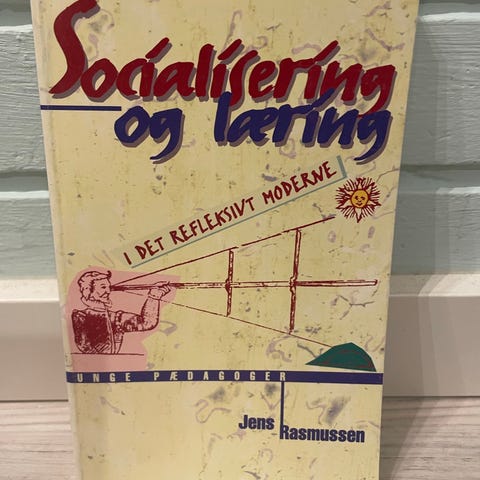 Socialisering
og læring
I DET REFLEKSIVT MODERNE
UNGE PÆDAGOGER
Jens
Rasmussen